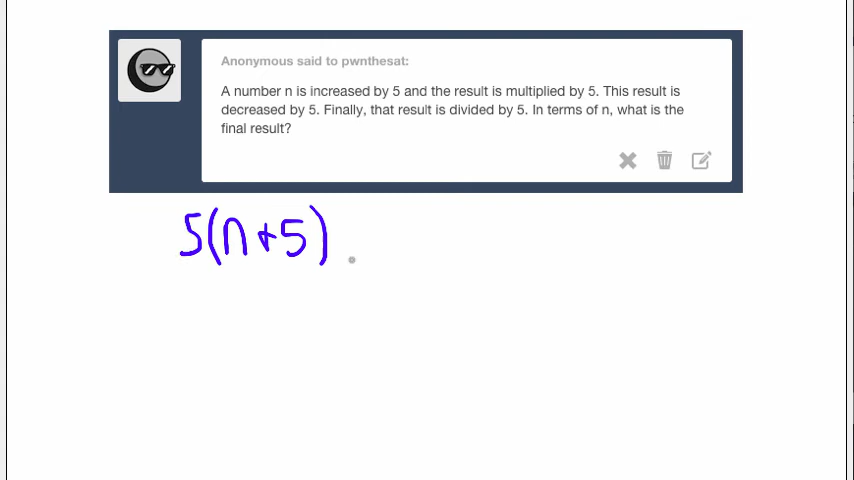 Anonymous said to pwnthesat:
A number n is increased by 5 and the result is multiplied by 5. This result is
decreased by 5. Finally, that result is divided by 5. In terms of n, what is the
final result?
5(n+5)